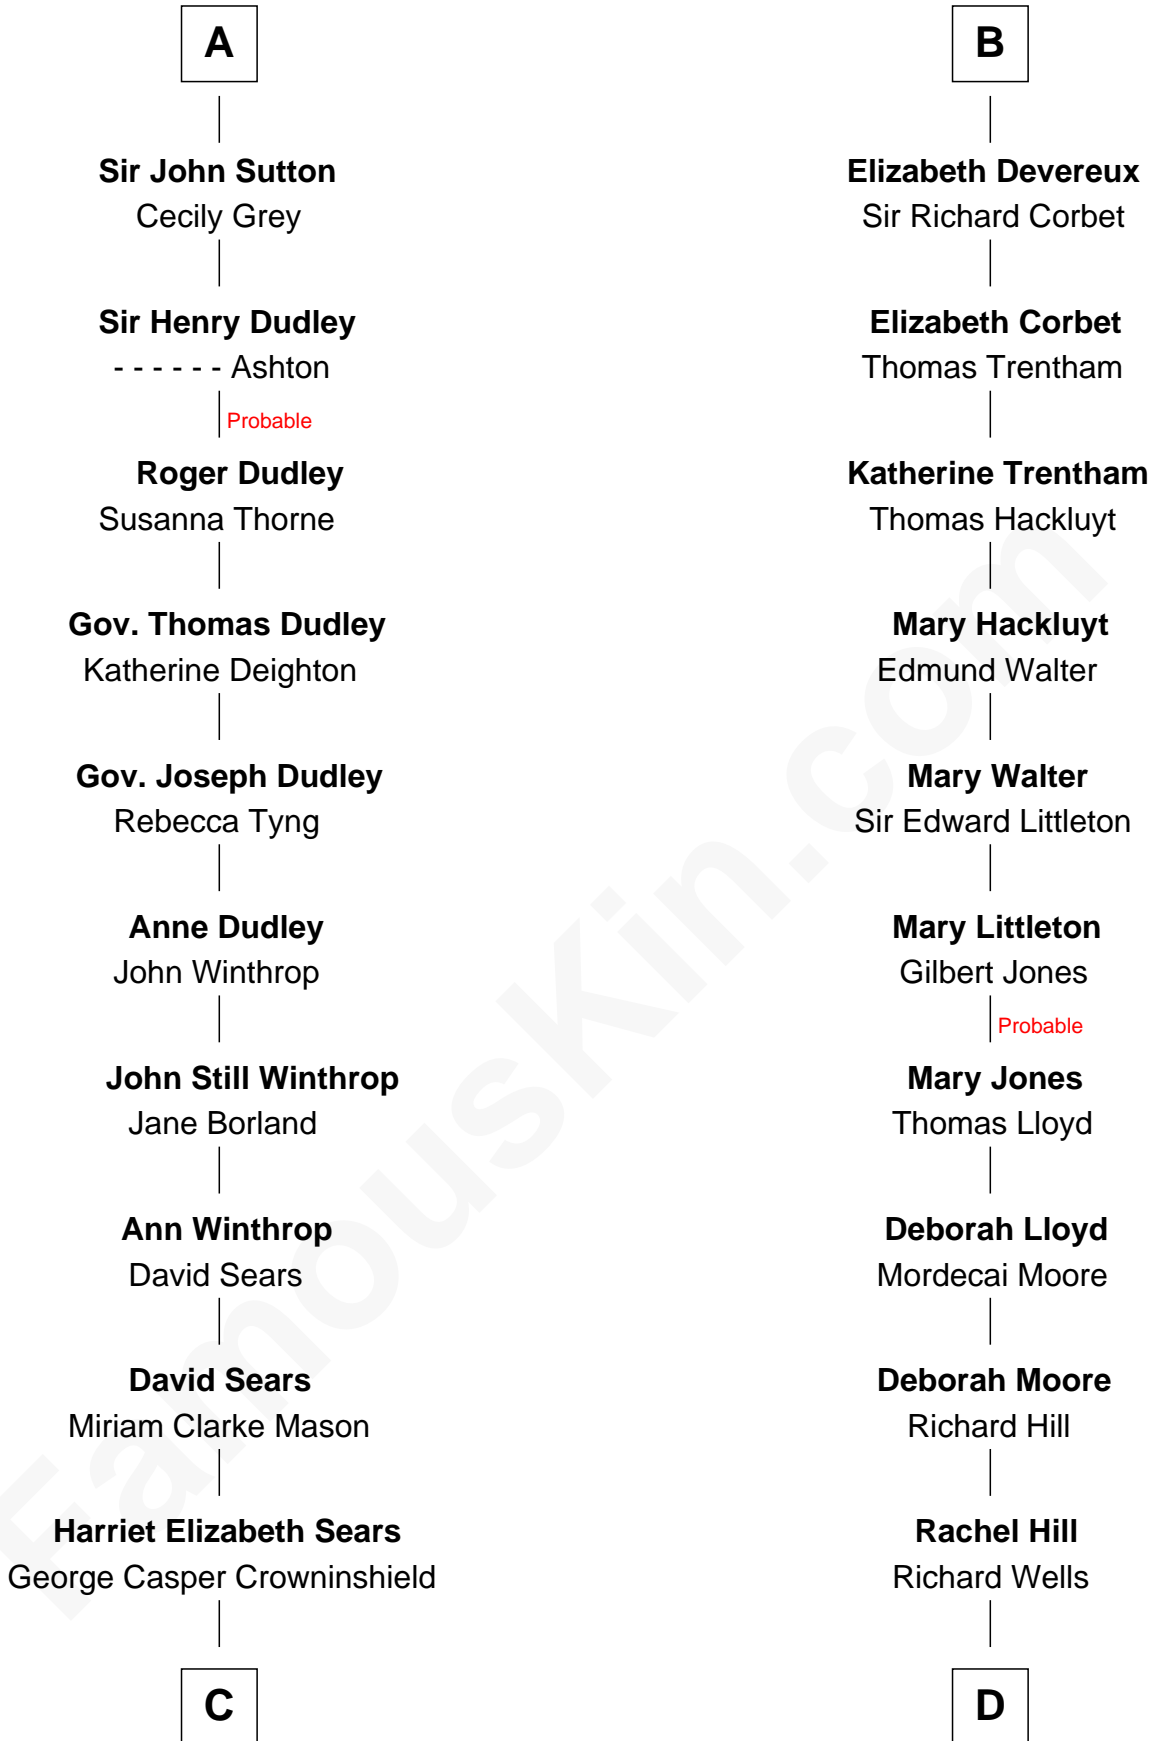 A
Sir John Sutton
Cecily Grey
Sir Henry Dudley
- - - - - - Ashton
Probable
Roger Dudley
Susanna Thorne
Gov. Thomas Dudley
Katherine Deighton
Gov. Joseph Dudley
Rebecca Tyng
Anne Dudley
John Winthrop
John Still Winthrop
Jane Borland
Ann Winthrop
David Sears
David Sears
Miriam Clarke Mason
Harriet Elizabeth Sears
George Casper Crowninshield
C
B
Elizabeth Devereux
Sir Richard Corbet
Elizabeth Corbet
Thomas Trentham
Katherine Trentham
Thomas Hackluyt
Mary Hackluyt
Edmund Walter
Mary Walter
Sir Edward Littleton
Mary Littleton
Gilbert Jones
Probable
Mary Jones
Thomas Lloyd
Deborah Lloyd
Mordecai Moore
Deborah Moore
Richard Hill
Rachel Hill
Richard Wells
D
FamousKin.com